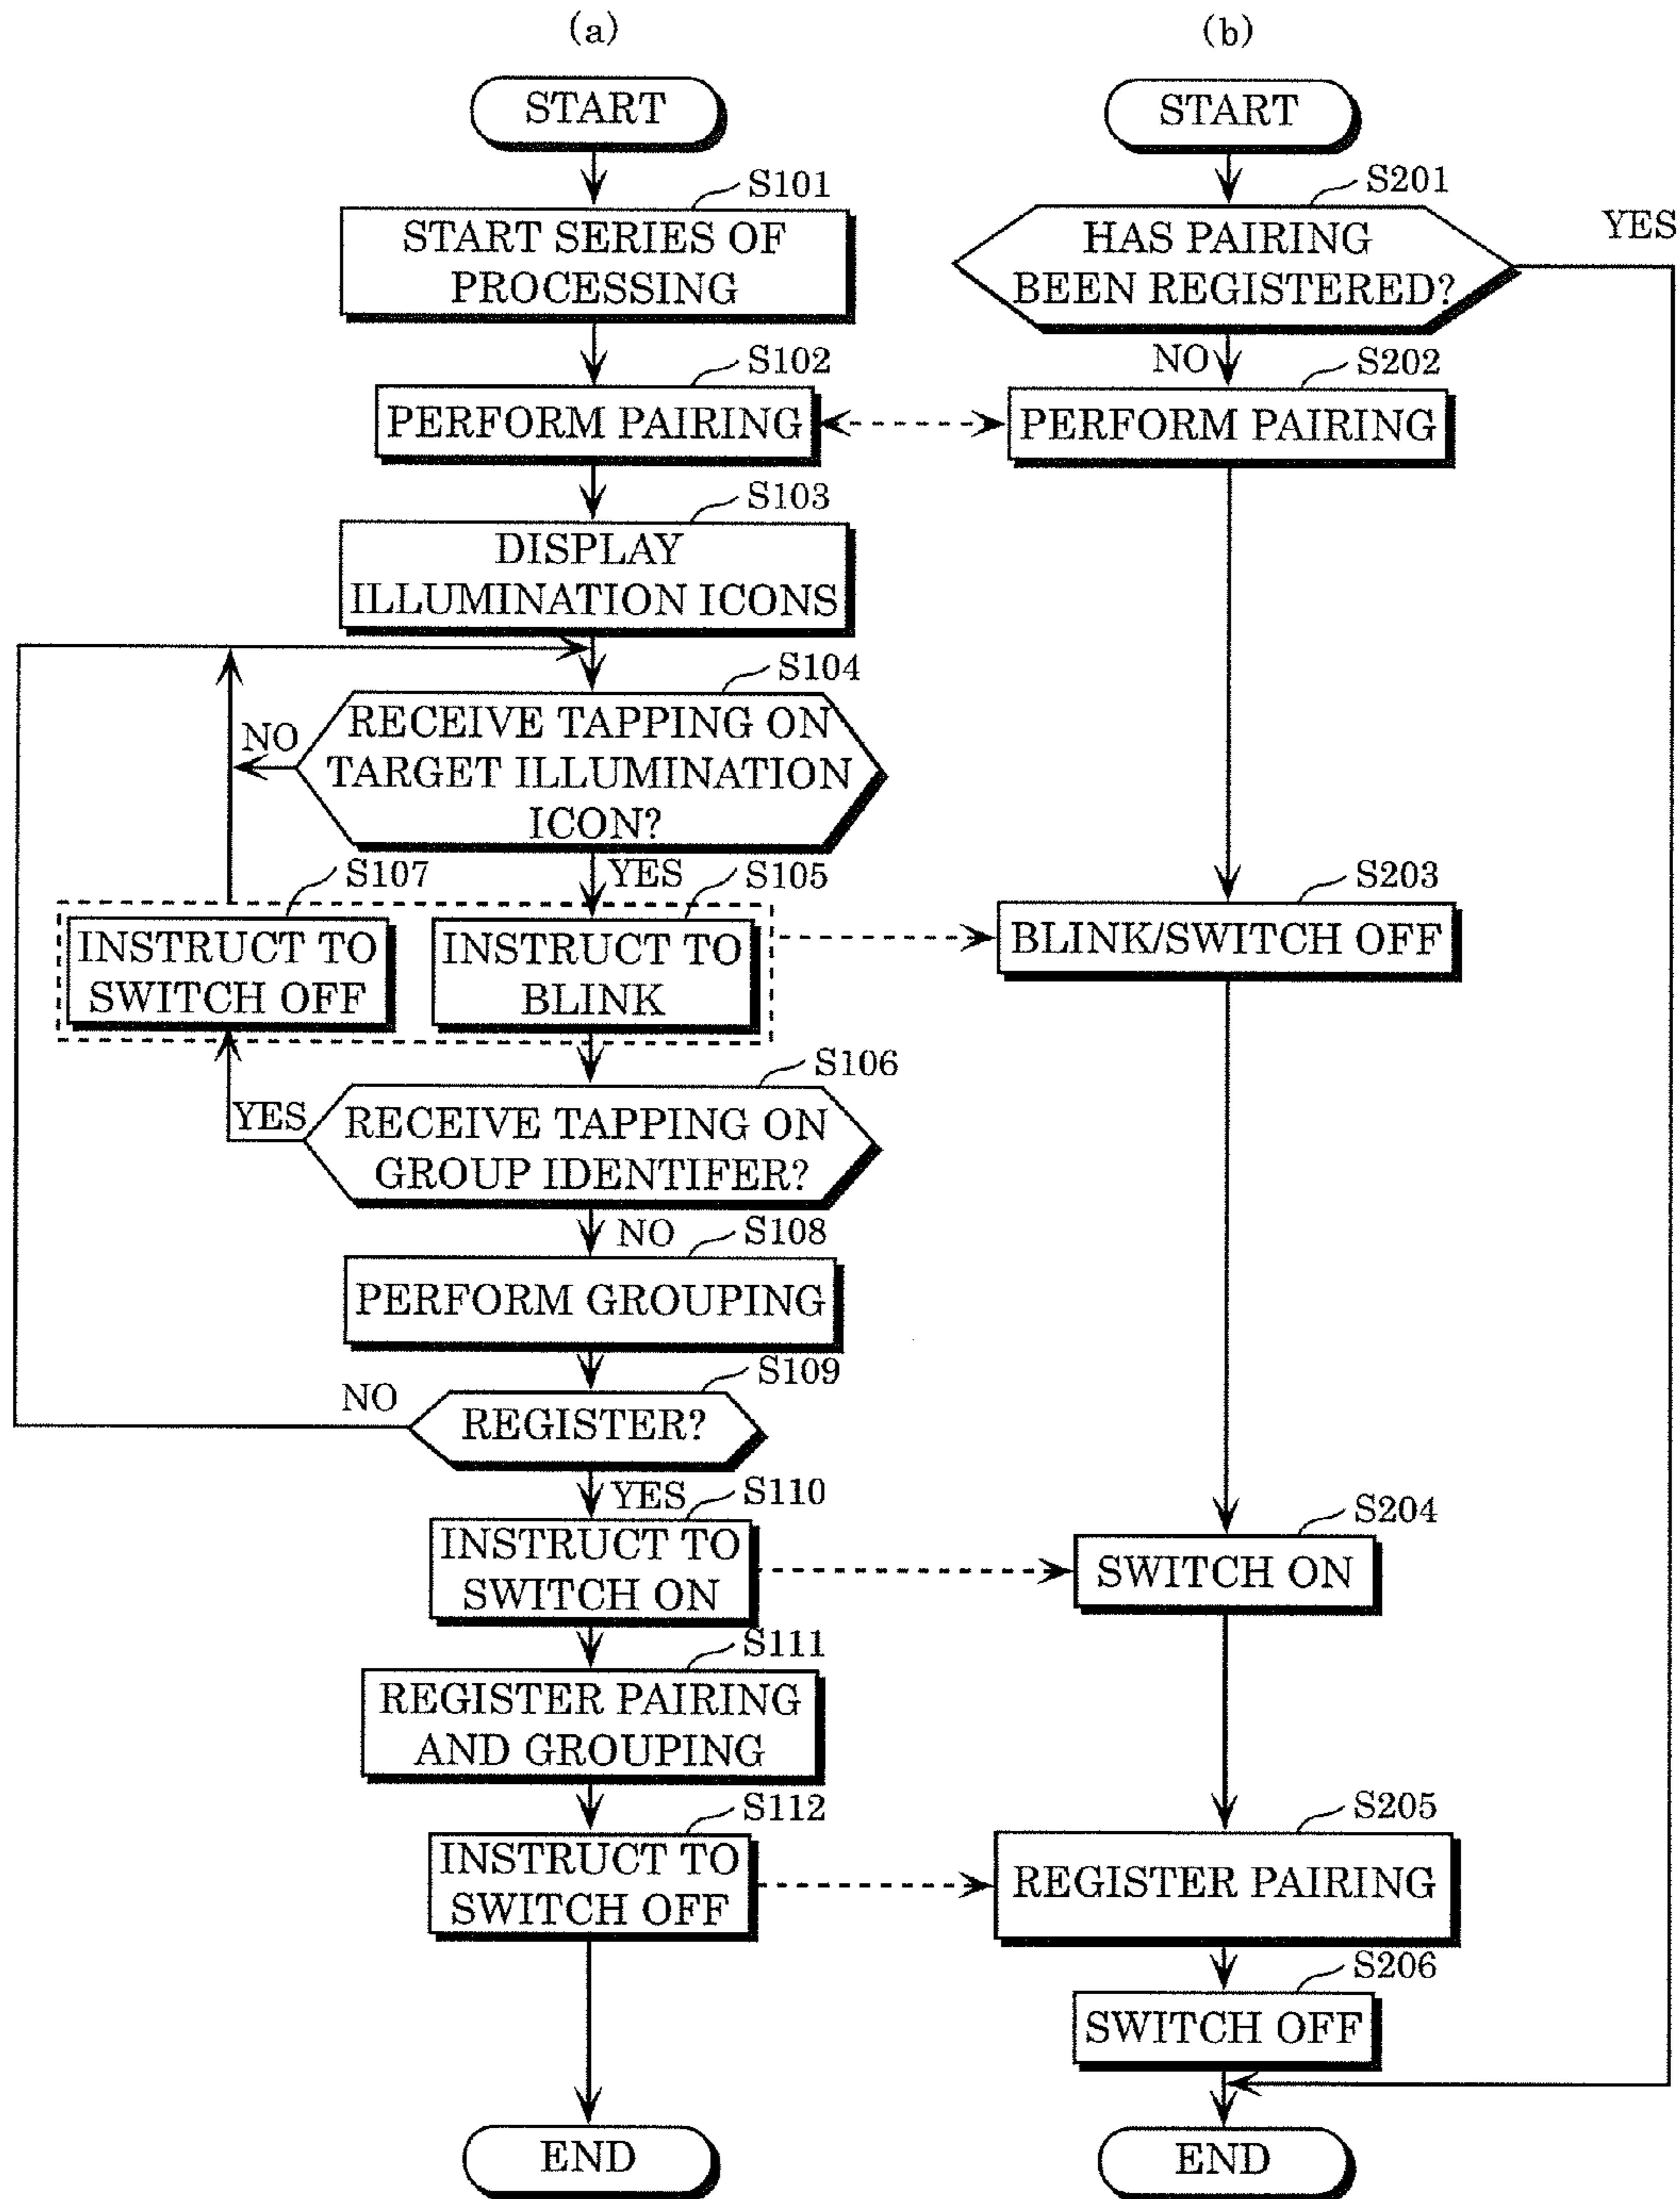 (a)
START
S101
START SERIES OF
PROCESSING
S102
PERFORM PAIRING
S103
DISPLAY
ILLUMINATION ICONS
S104
RECEIVE TAPPING ON
TARGET ILLUMINATION
ICON?
NO
YES
S107
INSTRUCT TO
SWITCH OFF
S105
INSTRUCT TO
BLINK
S106
RECEIVE TAPPING ON
GROUP IDENTIFER?
YES
NO
S108
PERFORM GROUPING
S109
REGISTER?
NO
YES
S110
INSTRUCT TO
SWITCH ON
S111
REGISTER PAIRING
AND GROUPING
S112
INSTRUCT TO
SWITCH OFF
END
(b)
START
S201
HAS PAIRING
BEEN REGISTERED?
YES
NO
S202
PERFORM PAIRING
S203
BLINK/SWITCH OFF
S204
SWITCH ON
S205
REGISTER PAIRING
S206
SWITCH OFF
END